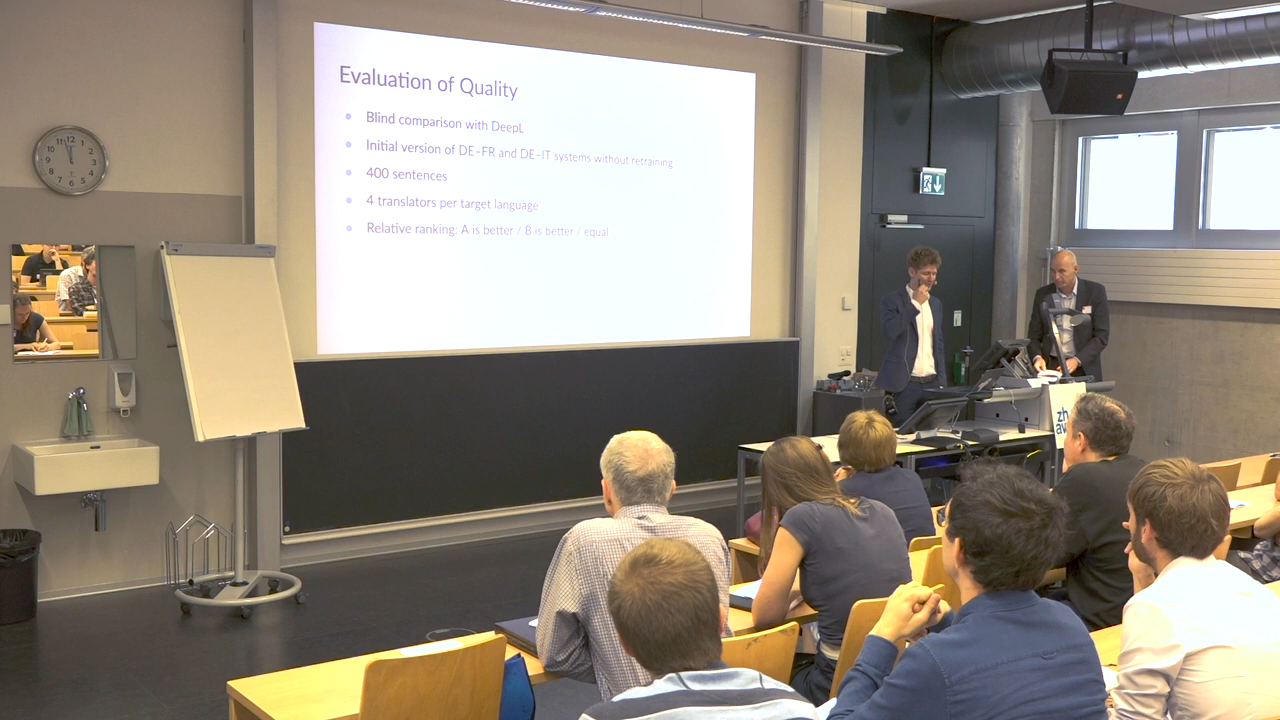 Evaluation of Quality
Blind comparison with DeepL
Initial version of DE-FR and DE-IT systems without retraining
400 sentences
4 translators per target language
Relative ranking: A is better / B is better / equal
zh
aw